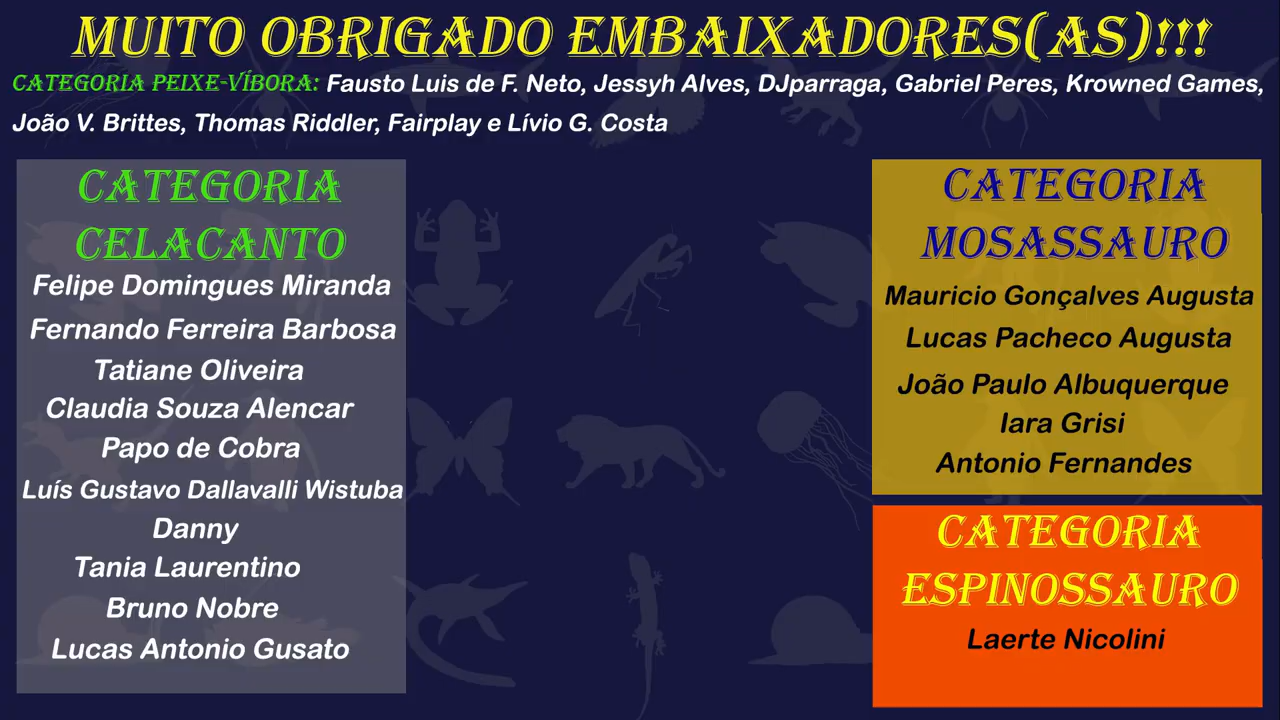 MUITO OBRIGADO EMBAIXADORES(AS)!!!
CATEGORIA PEIXE-VÍBORA: Fausto Luis de F. Neto, Jessyh Alves, DJparraga, Gabriel Peres, Krowned Games,
João V. Brittes, Thomas Riddler, Fairplay e Lívio G. Costa
CATEGORIA
CELACANTO
Felipe Domingues Miranda
Fernando Ferreira Barbosa
Tatiane Oliveira
Claudia Souza Alencar
Papo de Cobra
Luís Gustavo Dallavalli Wistuba
Danny
Tania Laurentino
Bruno Nobre
Lucas Antonio Gusato
CATEGORIA
MOSASSAURO
Mauricio Gonçalves Augusta
Lucas Pacheco Augusta
João Paulo Albuquerque
Iara Grisi
Antonio Fernandes
CATEGORIA
ESPINOSSAURO
Laerte Nicolini